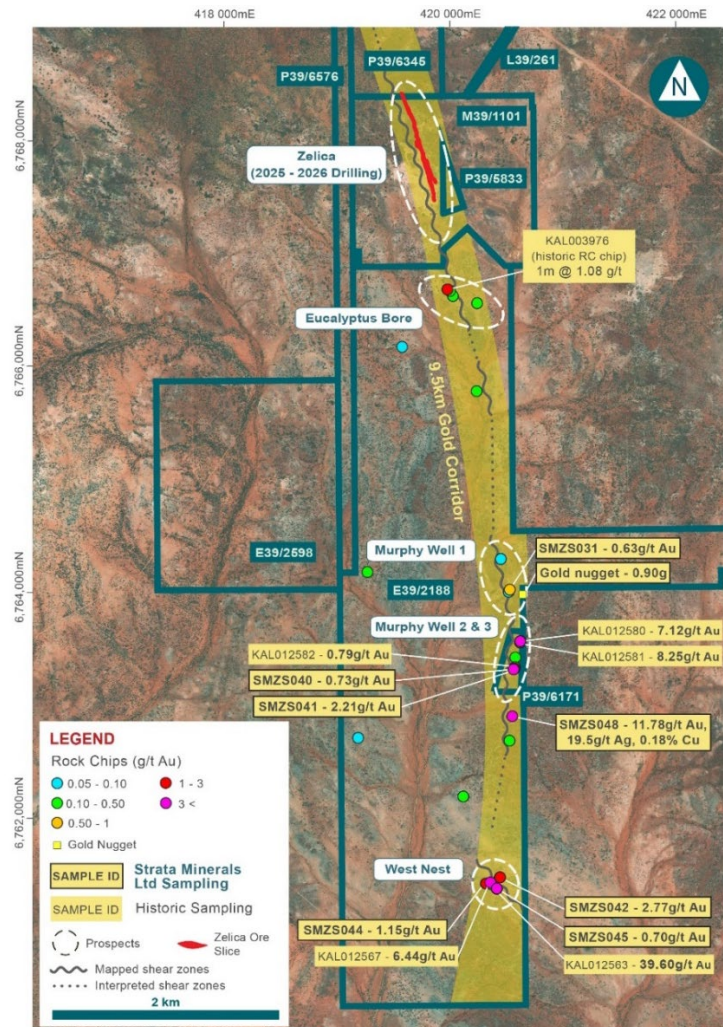 418 000mE
420 000mE
422 000mE
6,768,000mN
6,766,000mN
6,764,000mN
6,762,000mN
N
P39/6576
P39/6345
L39/261
M39/1101
P39/5833
Zelica
(2025 - 2026 Drilling)
KAL003976
(historic RC chip)
1m @ 1.08 g/t
Eucalyptus Bore
9.5km Gold Corridor
E39/2598
E39/2188
Murphy Well 1
SMZS031 - 0.63g/t Au
Gold nugget - 0.90g
Murphy Well 2 & 3
KAL012580 - 7.12g/t Au
KAL012582 - 0.79g/t Au
KAL012581 - 8.25g/t Au
SMZS040 - 0.73g/t Au
SMZS041 - 2.21g/t Au
P39/6171
SMZS048 - 11.78g/t Au,
19.5g/t Ag, 0.18% Cu
West Nest
SMZS042 - 2.77g/t Au
SMZS044 - 1.15g/t Au
SMZS045 - 0.70g/t Au
KAL012567 - 6.44g/t Au
KAL012563 - 39.60g/t Au
LEGEND
Rock Chips (g/t Au)
0.05 - 0.10
1 - 3
0.10 - 0.50
3 <
0.50 - 1
Gold Nugget
SAMPLE ID
Strata Minerals
Ltd Sampling
SAMPLE ID
Historic Sampling
Prospects
Zelica Ore
Slice
Mapped shear zones
Interpreted shear zones
2 km